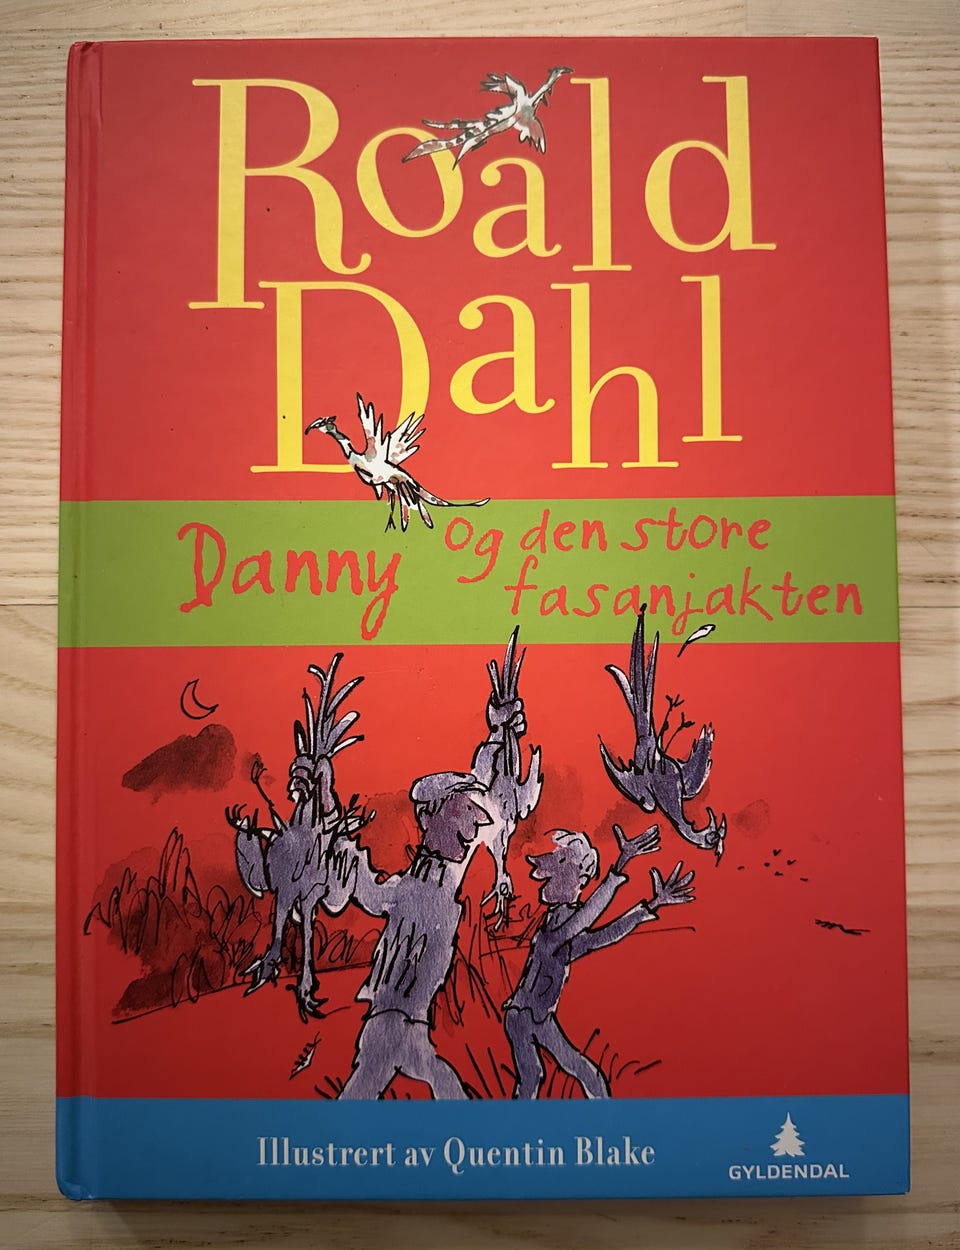 Roald
Dahl
Danny og den store
fasanjakten
Illustrert av Quentin Blake
GYLDENDAL